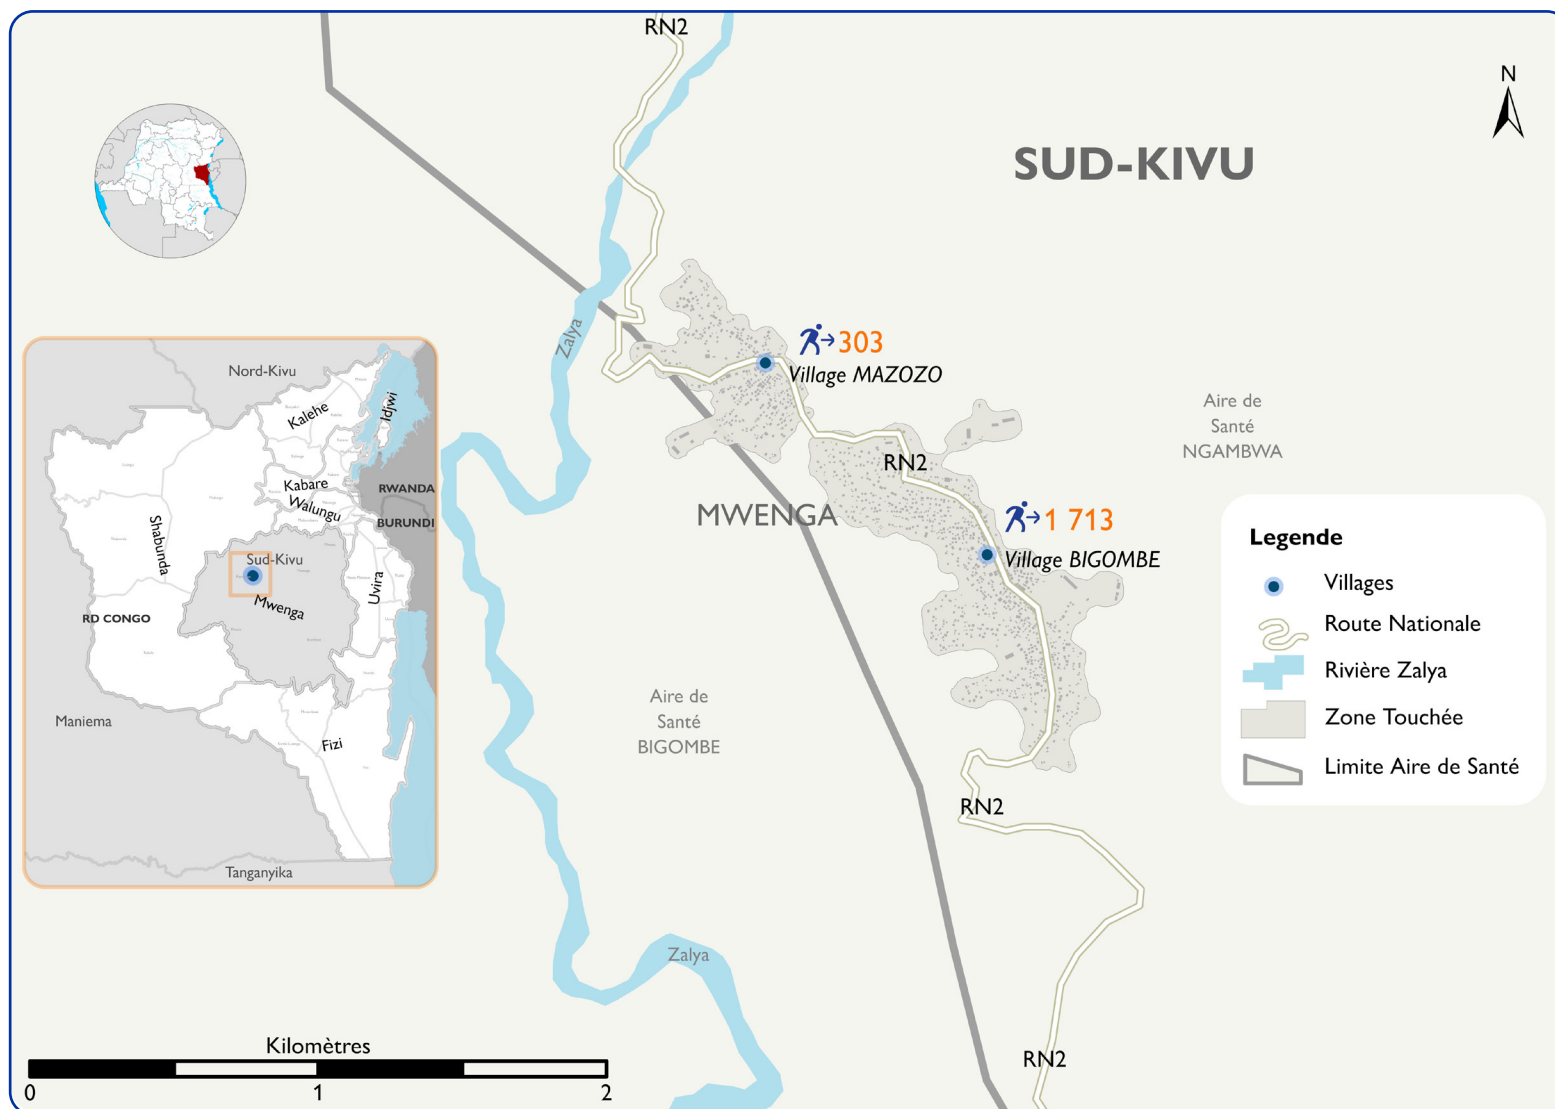 RN2
N
SUD-KIVU
Zalya
303
Village MAZOZO
Aire de
Santé
NGAMBWA
RN2
MWENGA
1 713
Village BIGOMBE
Aire de
Santé
BIGOMBE
RN2
Zalya
RN2
Legende
Villages
Route Nationale
Rivière Zalya
Zone Touchée
Limite Aire de Santé
Nord-Kivu
Kalehe
Idjwi
Kabare
RWANDA
Walungu
BURUNDI
Shabunda
Sud-Kivu
Uvira
Mwenga
RD CONGO
Maniema
Fizi
Tanganyika
Kilomètres
0 1 2